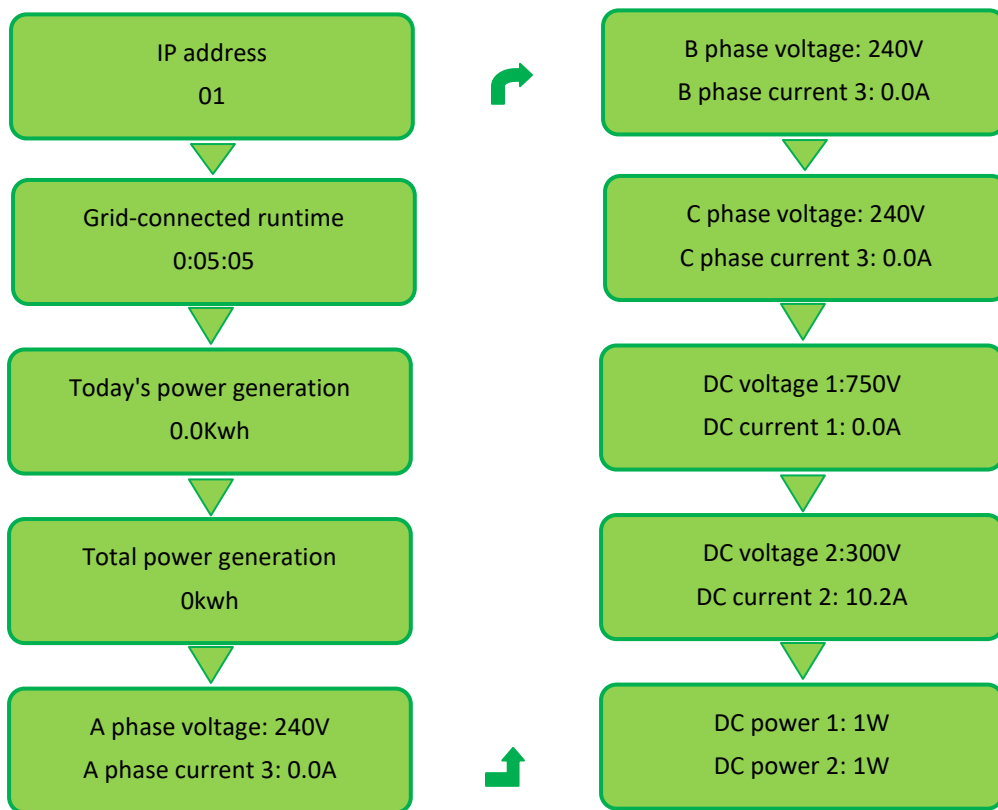 IP address
01
Grid-connected runtime
0:05:05
Today's power generation
0.0Kwh
Total power generation
0kwh
A phase voltage: 240V
A phase current 3: 0.0A
B phase voltage: 240V
B phase current 3: 0.0A
C phase voltage: 240V
C phase current 3: 0.0A
DC voltage 1:750V
DC current 1: 0.0A
DC voltage 2:300V
DC current 2: 10.2A
DC power 1: 1W
DC power 2: 1W